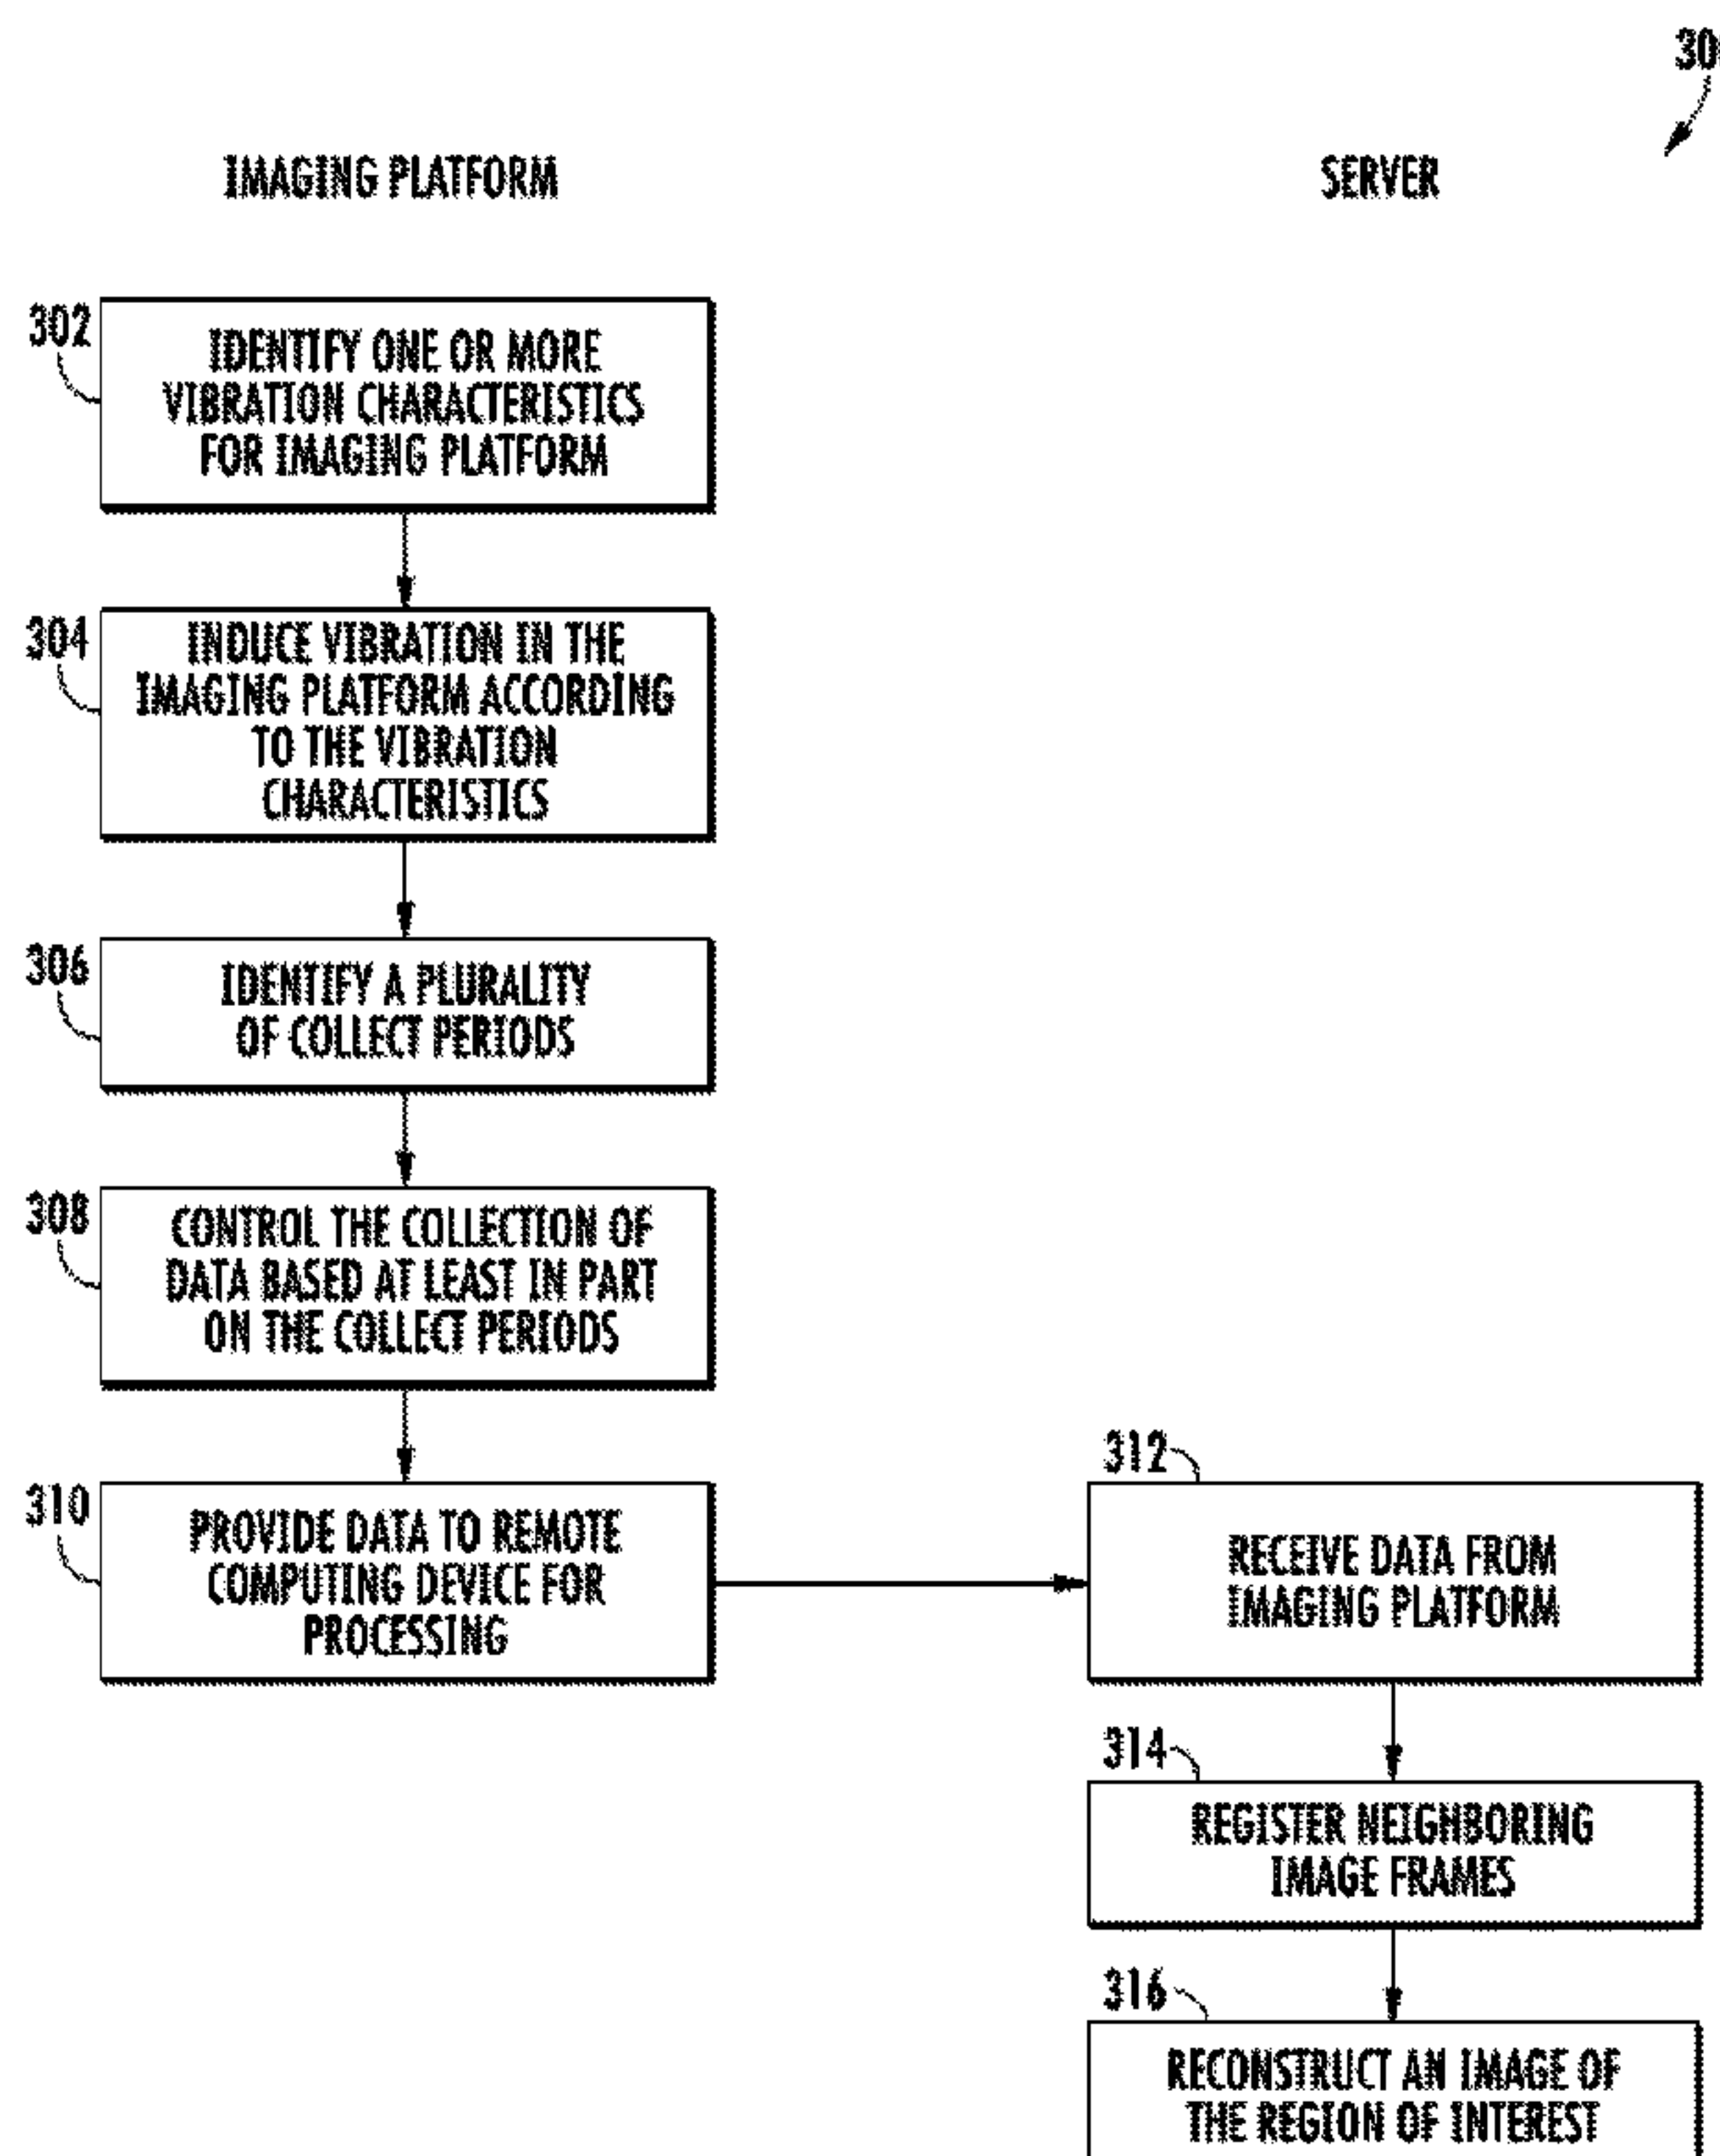 IMAGING PLATFORM
SERVER
302
IDENTIFY ONE OR MORE
VIBRATION CHARACTERISTICS
FOR IMAGING PLATFORM
304
INDUCE VIBRATION IN THE
IMAGING PLATFORM ACCORDING
TO THE VIBRATION
CHARACTERISTICS
306
IDENTIFY A PLURALITY
OF COLLECT PERIODS
308
CONTROL THE COLLECTION OF
DATA BASED AT LEAST IN PART
ON THE COLLECT PERIODS
310
PROVIDE DATA TO REMOTE
COMPUTING DEVICE FOR
PROCESSING
312
RECEIVE DATA FROM
IMAGING PLATFORM
314
REGISTER NEIGHBORING
IMAGE FRAMES
316
RECONSTRUCT AN IMAGE OF
THE REGION OF INTEREST